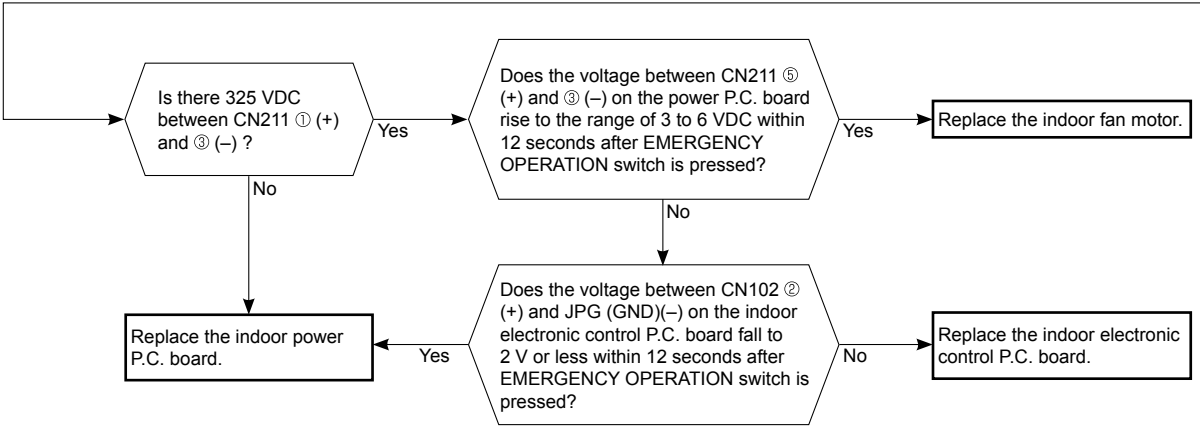 Is there 325 VDC
between CN211 ① (+)
and ③ (–) ?
Yes
No
Does the voltage between CN211 ⑤
(+) and ③ (–) on the power P.C. board
rise to the range of 3 to 6 VDC within
12 seconds after EMERGENCY
OPERATION switch is pressed?
Yes
No
Replace the indoor fan motor.
Does the voltage between CN102 ②
(+) and JPG (GND)(–) on the indoor
electronic control P.C. board fall to
2 V or less within 12 seconds after
EMERGENCY OPERATION switch is
pressed?
Yes
No
Replace the indoor power
P.C. board.
Replace the indoor electronic
control P.C. board.